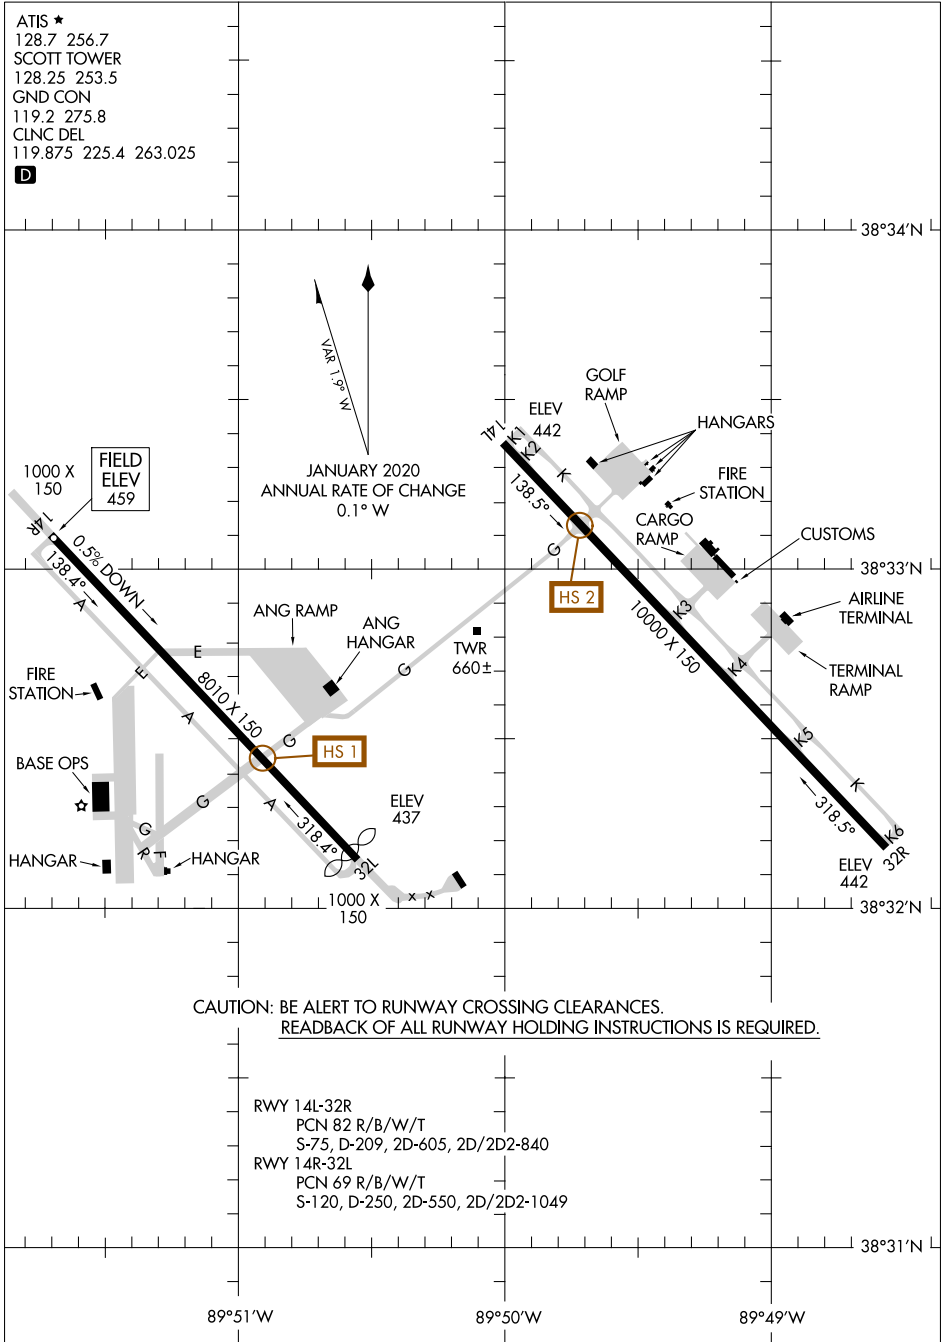 ATIS ★
128.7 256.7
SCOTT TOWER
128.25 253.5
GND CON
119.2 275.8
CLNC DEL
119.875 225.4 263.025
D
38°34'N
VAR 1.9° W
JANUARY 2020
ANNUAL RATE OF CHANGE
0.1° W
GOLF
RAMP
ELEV
442
HANGARS
14L
K1
K2
K
138.5°
FIRE
STATION
CARGO
RAMP
CUSTOMS
1000 X
150
FIELD
ELEV
459
14R
0.5% DOWN
138.4°
A
G
HS 2
38°33'N
10000 X 150
K3
AIRLINE
TERMINAL
ANG RAMP
ANG
HANGAR
TWR
660±
G
E
E
K4
TERMINAL
RAMP
FIRE
STATION
8010 X 150
A
G
HS 1
K5
BASE OPS
G
A
318.4°
ELEV
437
K
318.5°
K6
G
R
F
HANGAR
HANGAR
32L
1000 X
150
x x
ELEV
442
32R
38°32'N
CAUTION: BE ALERT TO RUNWAY CROSSING CLEARANCES.
READBACK OF ALL RUNWAY HOLDING INSTRUCTIONS IS REQUIRED.
RWY 14L-32R
PCN 82 R/B/W/T
S-75, D-209, 2D-605, 2D/2D2-840
RWY 14R-32L
PCN 69 R/B/W/T
S-120, D-250, 2D-550, 2D/2D2-1049
38°31'N
89°51'W
89°50'W
89°49'W